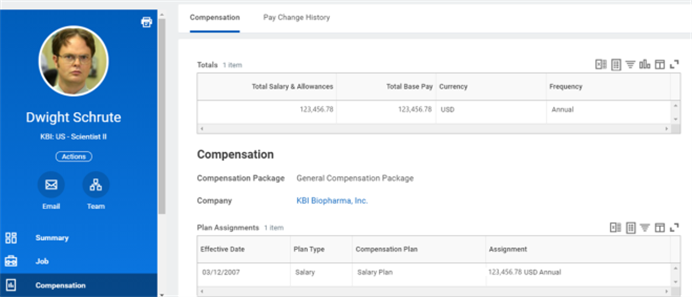 Compensation Pay Change History
Totals 1 item
Total Salary & Allowances Total Base Pay Currency Frequency
123,456.78 123,456.78 USD Annual
Dwight Schrute
KBI: US - Scientist II
Actions
Email Team
Summary
Job
Compensation
Compensation
Compensation Package General Compensation Package
Company KBI Biopharma, Inc.
Plan Assignments 1 item
Effective Date Plan Type Compensation Plan Assignment
03/12/2007 Salary Salary Plan 123,456.78 USD Annual